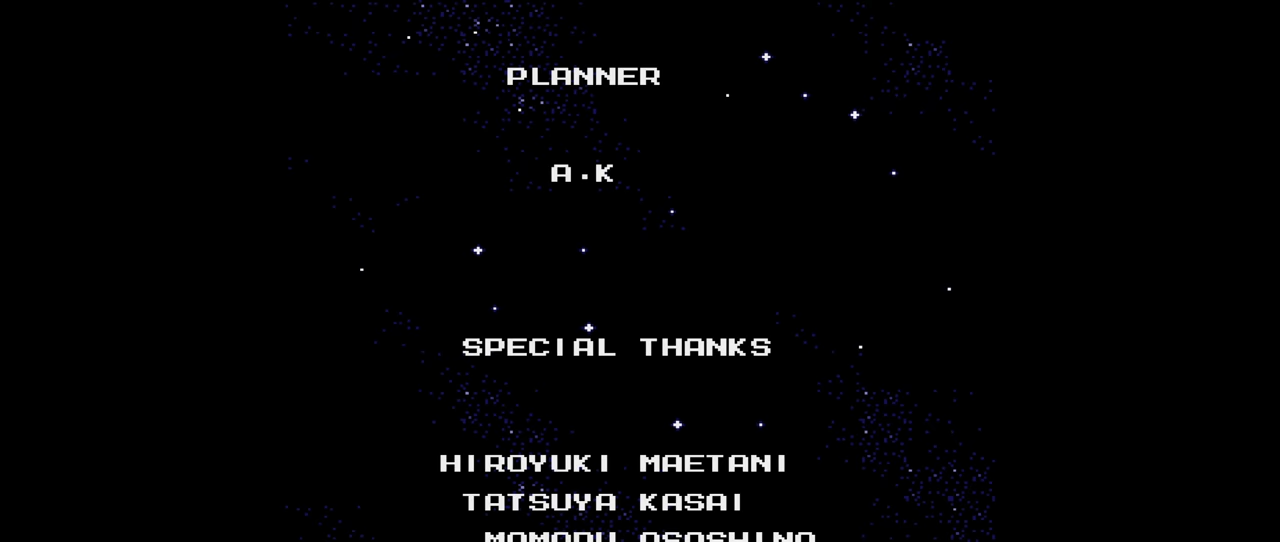 PLANNER
A.K
SPECIAL THANKS
HIROYUKI MAETANI
TATSUYA KASAI